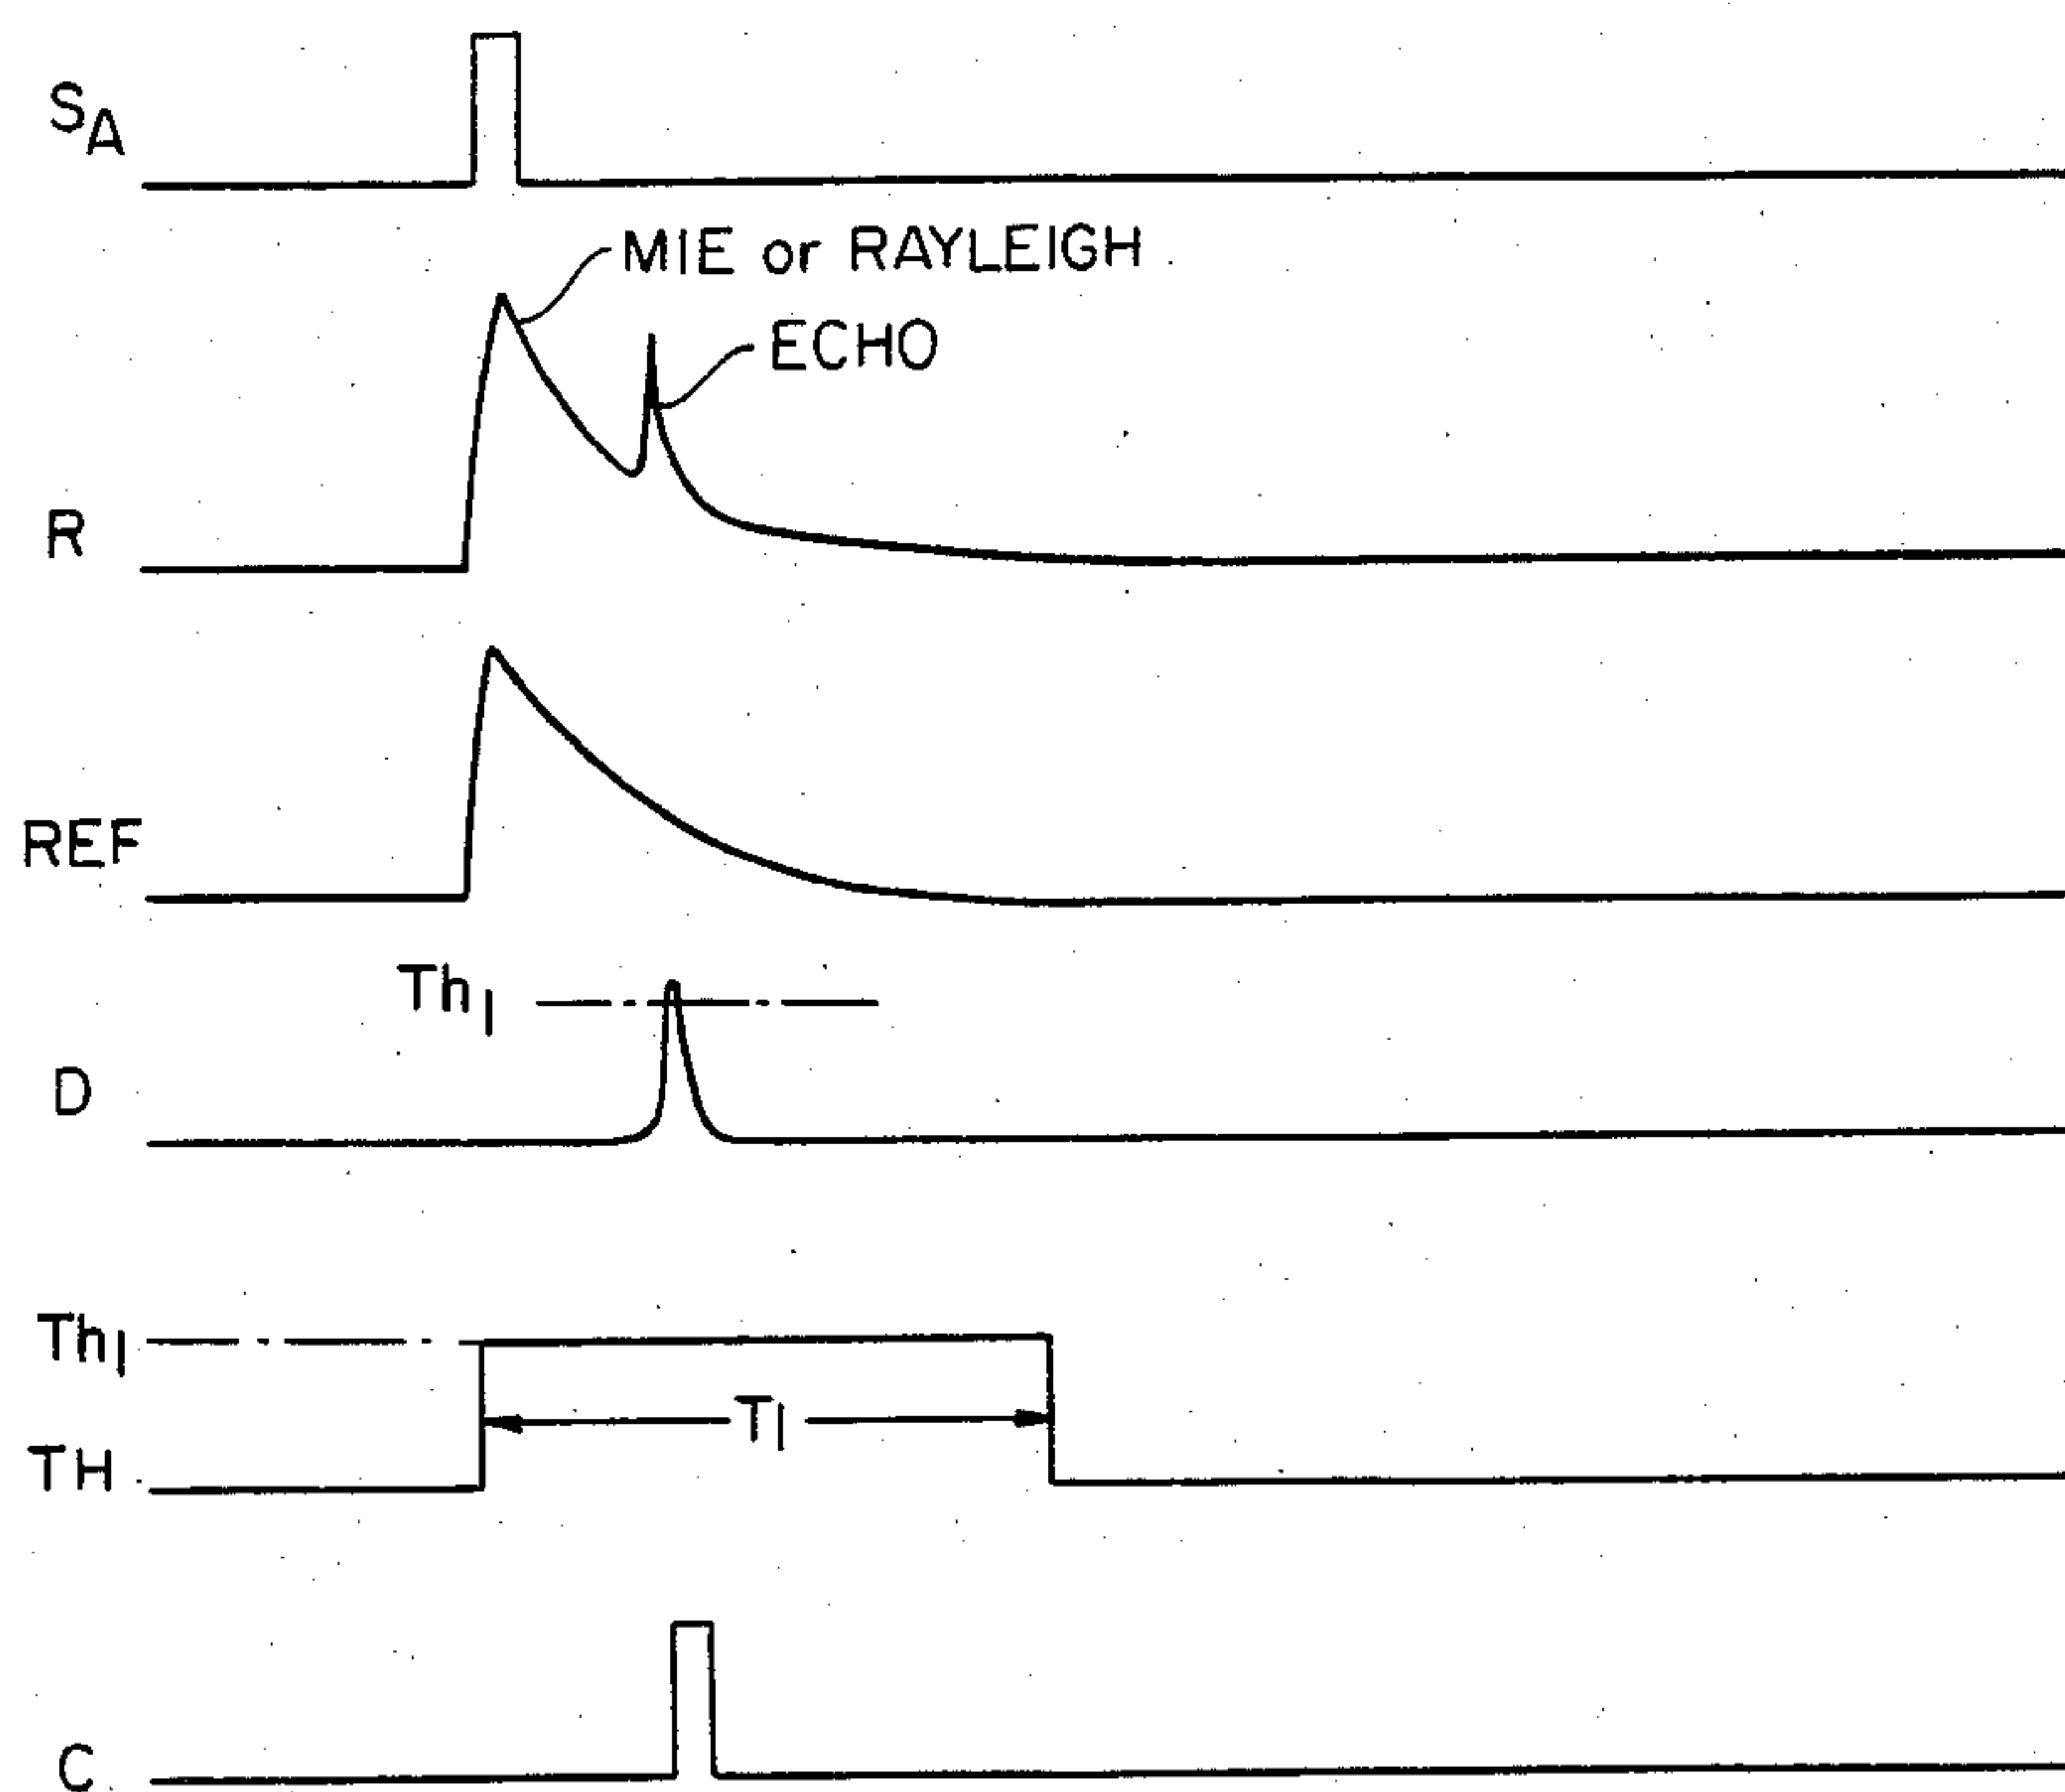 SA
MIE or RAYLEIGH
ECHO
R
REF
Th1
D
Th1
T1
TH
C